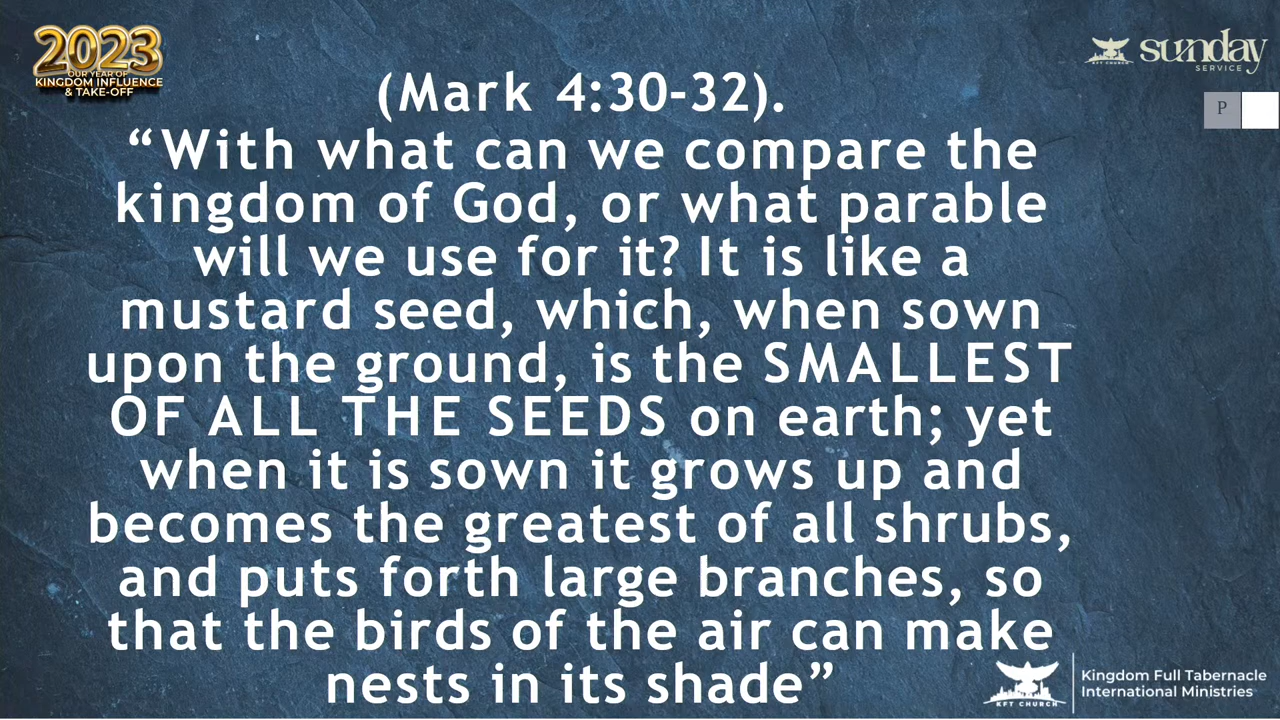 2023
OUR YEAR OF
KINGDOM INFLUENCE
& TAKE-OFF
KFT CHURCH
sunday
SERVICE
P
(Mark 4:30-32).
“With what can we compare the
kingdom of God, or what parable
will we use for it? It is like a
mustard seed, which, when sown
upon the ground, is the SMALLEST
OF ALL THE SEEDS on earth; yet
when it is sown it grows up and
becomes the greatest of all shrubs,
and puts forth large branches, so
that the birds of the air can make
nests in its shade”
KFT CHURCH
Kingdom Full Tabernacle
International Ministries